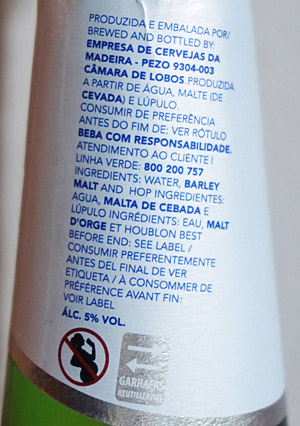 PRODUZIDA E EMBALADA POR/
BREWED AND BOTTLED BY:
EMPRESA DE CERVEJAS DA
MADEIRA - PEZO 9304-003
CÂMARA DE LOBOS. PRODUZIDA
A PARTIR DE ÁGUA, MALTE (DE
CEVADA) E LÚPULO.
CONSUMIR DE PREFERÊNCIA
ANTES DO FIM DE: VER RÓTULO
BEBA COM RESPONSABILIDADE.
ATENDIMENTO AO CLIENTE|
LINHA VERDE: 800 200 757
INGREDIENTS: WATER, BARLEY
MALT AND HOP INGREDIENTES:
AGUA, MALTA DE CEBADA E
LÚPULO INGRÉDIENTS: EAU, MALT
D'ORGE ET HOUBLON BEST
BEFORE END: SEE LABEL /
CONSUMIR PREFERENTEMENTE
ANTES DEL FINAL DE VER
ETIQUETA / À CONSOMMER DE
PRÉFÉRENCE AVANT FIN:
VOIR LABEL
ÁLC. 5% VOL.
GARRAFAS
REUTILIZÁVEIS